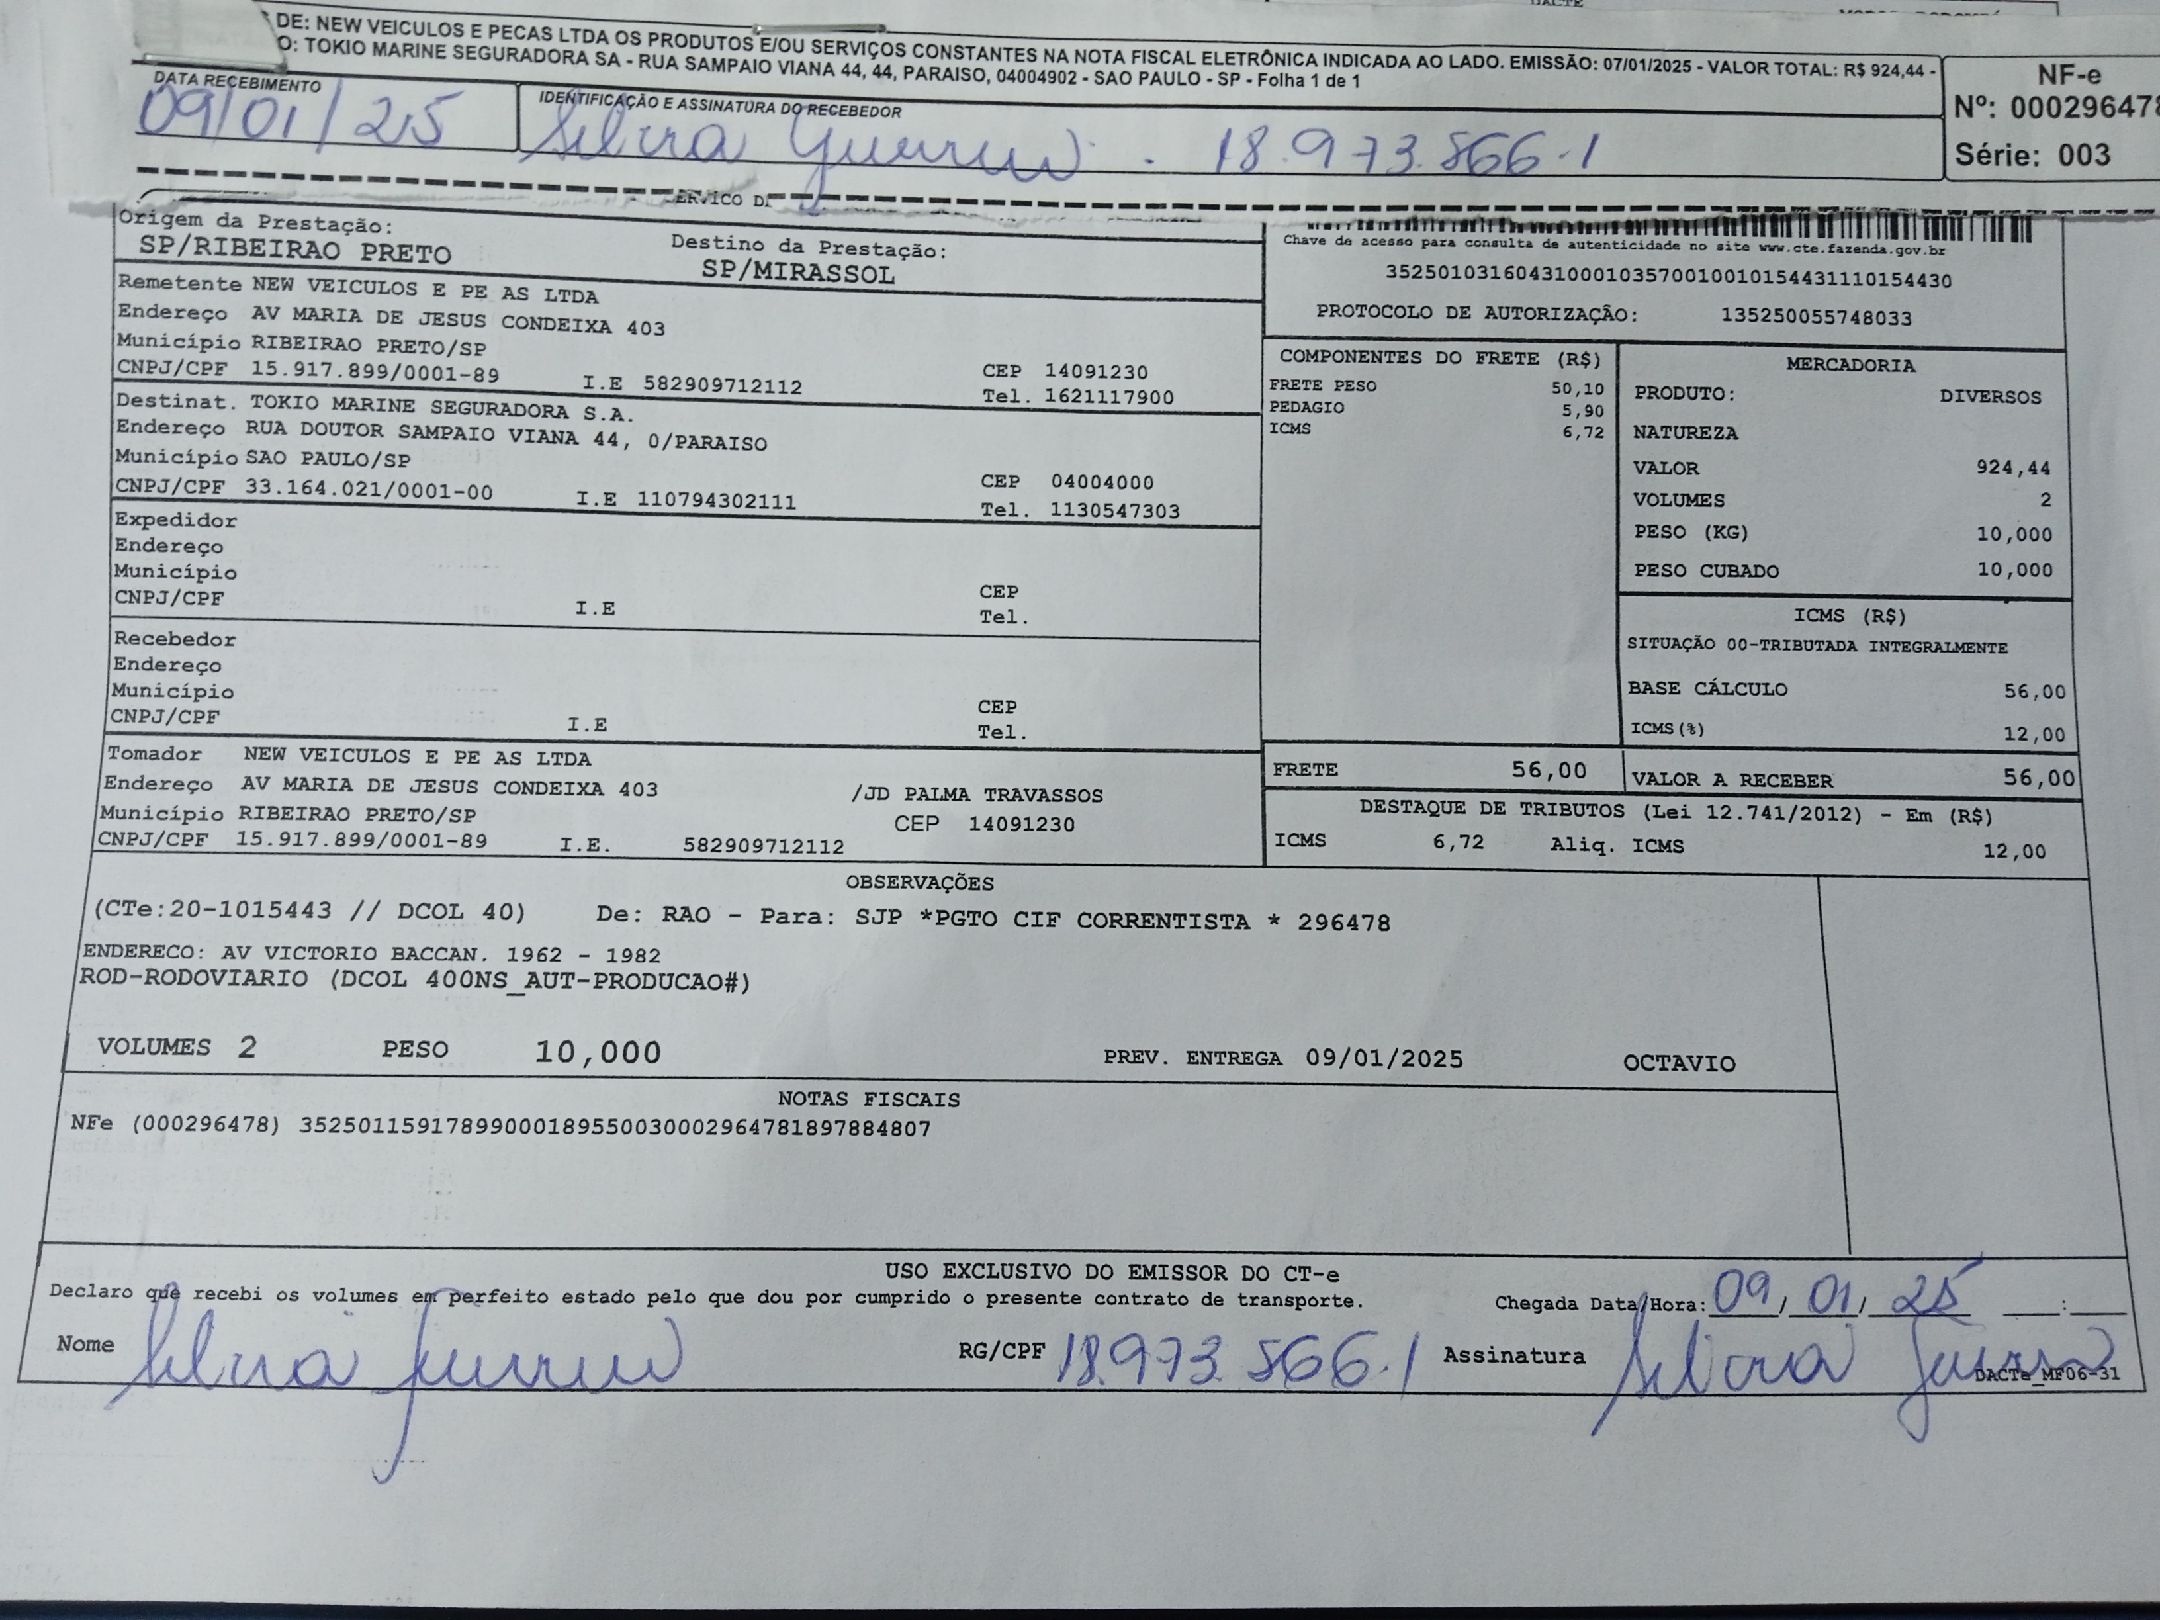 DE: NEW VEICULOS E PECAS LTDA OS PRODUTOS E/OU SERVIÇOS CONSTANTES NA NOTA FISCAL ELETRÔNICA INDICADA AO LADO. EMISSÃO: 07/01/2025 - VALOR TOTAL: R$ 924,44 -
O: TOKIO MARINE SEGURADORA SA - RUA SAMPAIO VIANA 44, 44, PARAISO, 04004902 - SAO PAULO - SP - Folha 1 de 1
NF-e
Nº: 000296478
Série: 003
DATA RECEBIMENTO
09/01/25
IDENTIFICAÇÃO E ASSINATURA DO RECEBEDOR
Silvia 18.973.866-1
Origem da Prestação:
SP/RIBEIRAO PRETO
Destino da Prestação:
SP/MIRASSOL
Chave de acesso para consulta de autenticidade no site www.cte.fazenda.gov.br
35250103160431000103570010010154431110154430
PROTOCOLO DE AUTORIZAÇÃO: 135250055748033
Remetente NEW VEICULOS E PE AS LTDA
Endereço AV MARIA DE JESUS CONDEIXA 403
Município RIBEIRAO PRETO/SP CEP 14091230
CNPJ/CPF 15.917.899/0001-89 I.E 582909712112 Tel. 1621117900
Destinat. TOKIO MARINE SEGURADORA S.A.
Endereço RUA DOUTOR SAMPAIO VIANA 44, 0/PARAISO
Município SAO PAULO/SP CEP 04004000
CNPJ/CPF 33.164.021/0001-00 I.E 110794302111 Tel. 1130547303
Expedidor
Endereço
Município CEP
CNPJ/CPF I.E Tel.
Recebedor
Endereço
Município CEP
CNPJ/CPF I.E Tel.
Tomador NEW VEICULOS E PE AS LTDA
Endereço AV MARIA DE JESUS CONDEIXA 403 /JD PALMA TRAVASSOS
Município RIBEIRAO PRETO/SP CEP 14091230
CNPJ/CPF 15.917.899/0001-89 I.E. 582909712112
COMPONENTES DO FRETE (R$)
FRETE PESO 50,10
PEDAGIO 5,90
ICMS 6,72
MERCADORIA
PRODUTO: DIVERSOS
NATUREZA
VALOR 924,44
VOLUMES 2
PESO (KG) 10,000
PESO CUBADO 10,000
ICMS (R$)
SITUAÇÃO 00-TRIBUTADA INTEGRALMENTE
BASE CÁLCULO 56,00
ICMS(%) 12,00
FRETE 56,00 VALOR A RECEBER 56,00
DESTAQUE DE TRIBUTOS (Lei 12.741/2012) - Em (R$)
ICMS 6,72 Aliq. ICMS 12,00
OBSERVAÇÕES
(CTe:20-1015443 // DCOL 40) De: RAO - Para: SJP *PGTO CIF CORRENTISTA * 296478
ENDERECO: AV VICTORIO BACCAN. 1962 - 1982
ROD-RODOVIARIO (DCOL 400NS_AUT-PRODUCAO#)
VOLUMES 2 PESO 10,000 PREV. ENTREGA 09/01/2025 OCTAVIO
NOTAS FISCAIS
NFe (000296478) 35250115917899000189550030002964781897884807
USO EXCLUSIVO DO EMISSOR DO CT-e
Declaro que recebi os volumes em perfeito estado pelo que dou por cumprido o presente contrato de transporte. Chegada Data/Hora: 09/01/25 __:__
Nome Silvia RG/CPF 18.973.866-1 Assinatura Silvia
DACTe_MF06-31